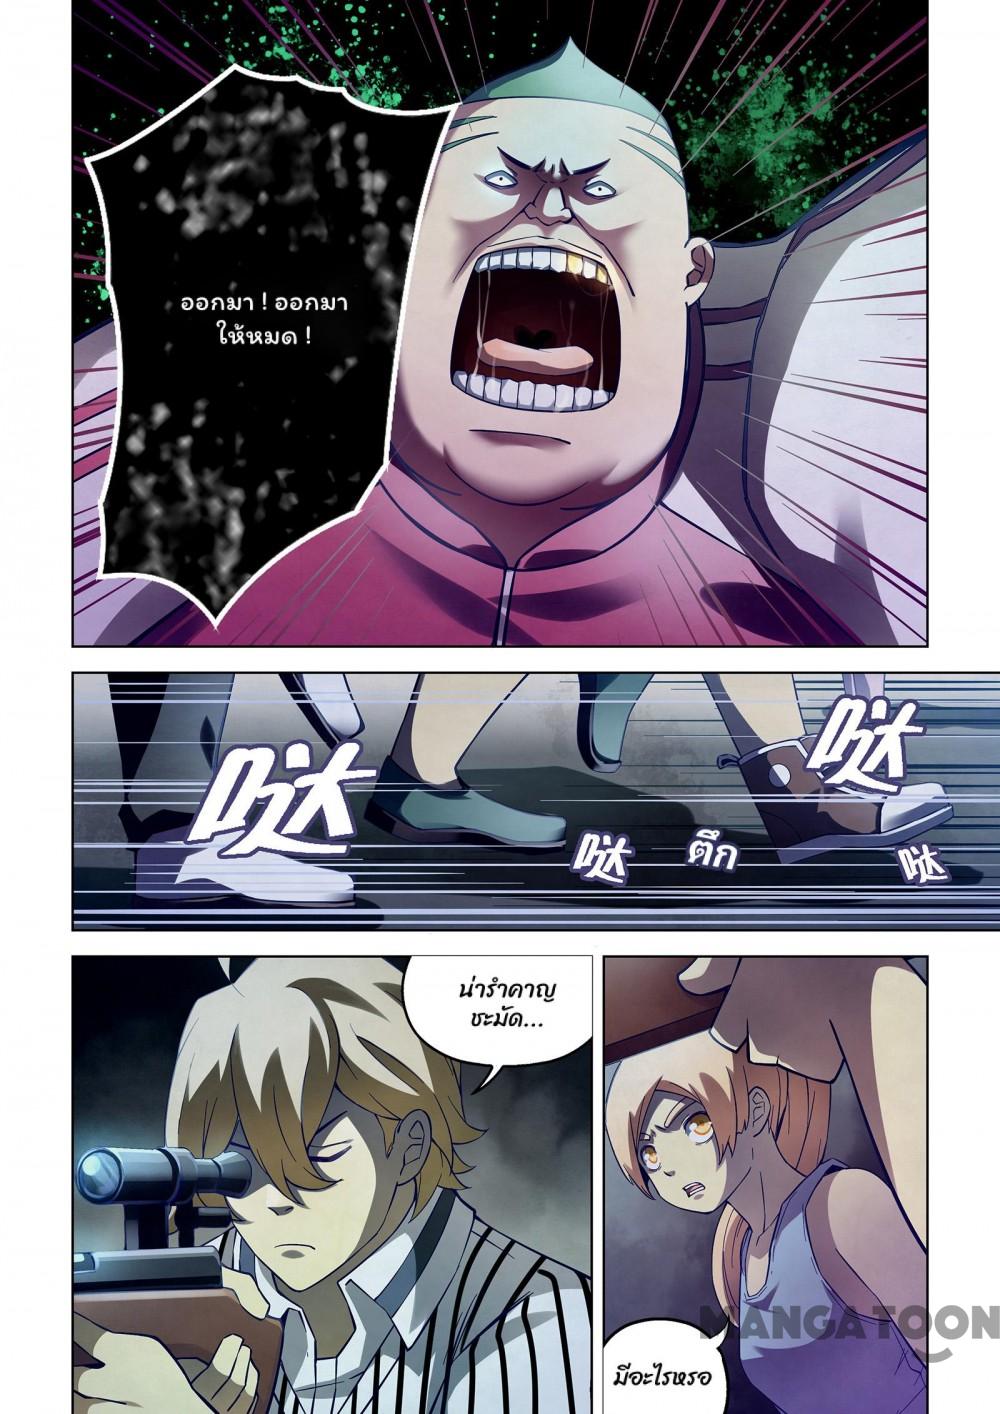 ออกมา ! ออกมา
ให้หมด !
哒
哒
哒
ตึก
哒
น่ารำคาญ
ชะมัด...
มีอะไรหรอ
MANGATOON